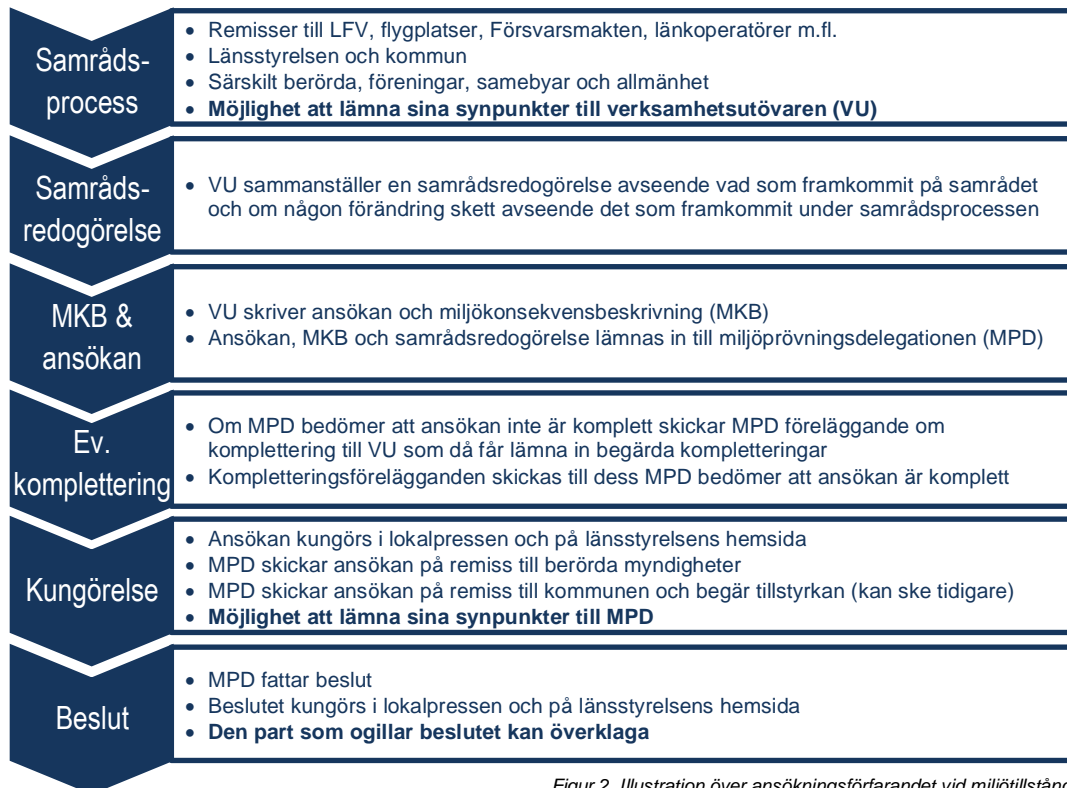 Samråds-
process
• Remisser till LFV, flygplatser, Försvarsmakten, länkoperatörer m.fl.
• Länsstyrelsen och kommun
• Särskilt berörda, föreningar, samebyar och allmänhet
• Möjlighet att lämna sina synpunkter till verksamhetsutövaren (VU)
Samråds-
redogörelse
• VU sammanställer en samrådsredogörelse avseende vad som framkommit på samrådet
och om någon förändring skett avseende det som framkommit under samrådsprocessen
MKB &
ansökan
• VU skriver ansökan och miljökonsekvensbeskrivning (MKB)
• Ansökan, MKB och samrådsredogörelse lämnas in till miljöprövningsdelegationen (MPD)
Ev.
komplettering
• Om MPD bedömer att ansökan inte är komplett skickar MPD föreläggande om
komplettering till VU som då får lämna in begärda kompletteringar
• Kompletteringsförelägganden skickas till dess MPD bedömer att ansökan är komplett
Kungörelse
• Ansökan kungörs i lokalpressen och på länsstyrelsens hemsida
• MPD skickar ansökan på remiss till berörda myndigheter
• MPD skickar ansökan på remiss till kommunen och begär tillstyrkan (kan ske tidigare)
• Möjlighet att lämna sina synpunkter till MPD
Beslut
• MPD fattar beslut
• Beslutet kungörs i lokalpressen och på länsstyrelsens hemsida
• Den part som ogillar beslutet kan överklaga
Figur 2. Illustration över ansökningsförfarandet vid miljötillstånd